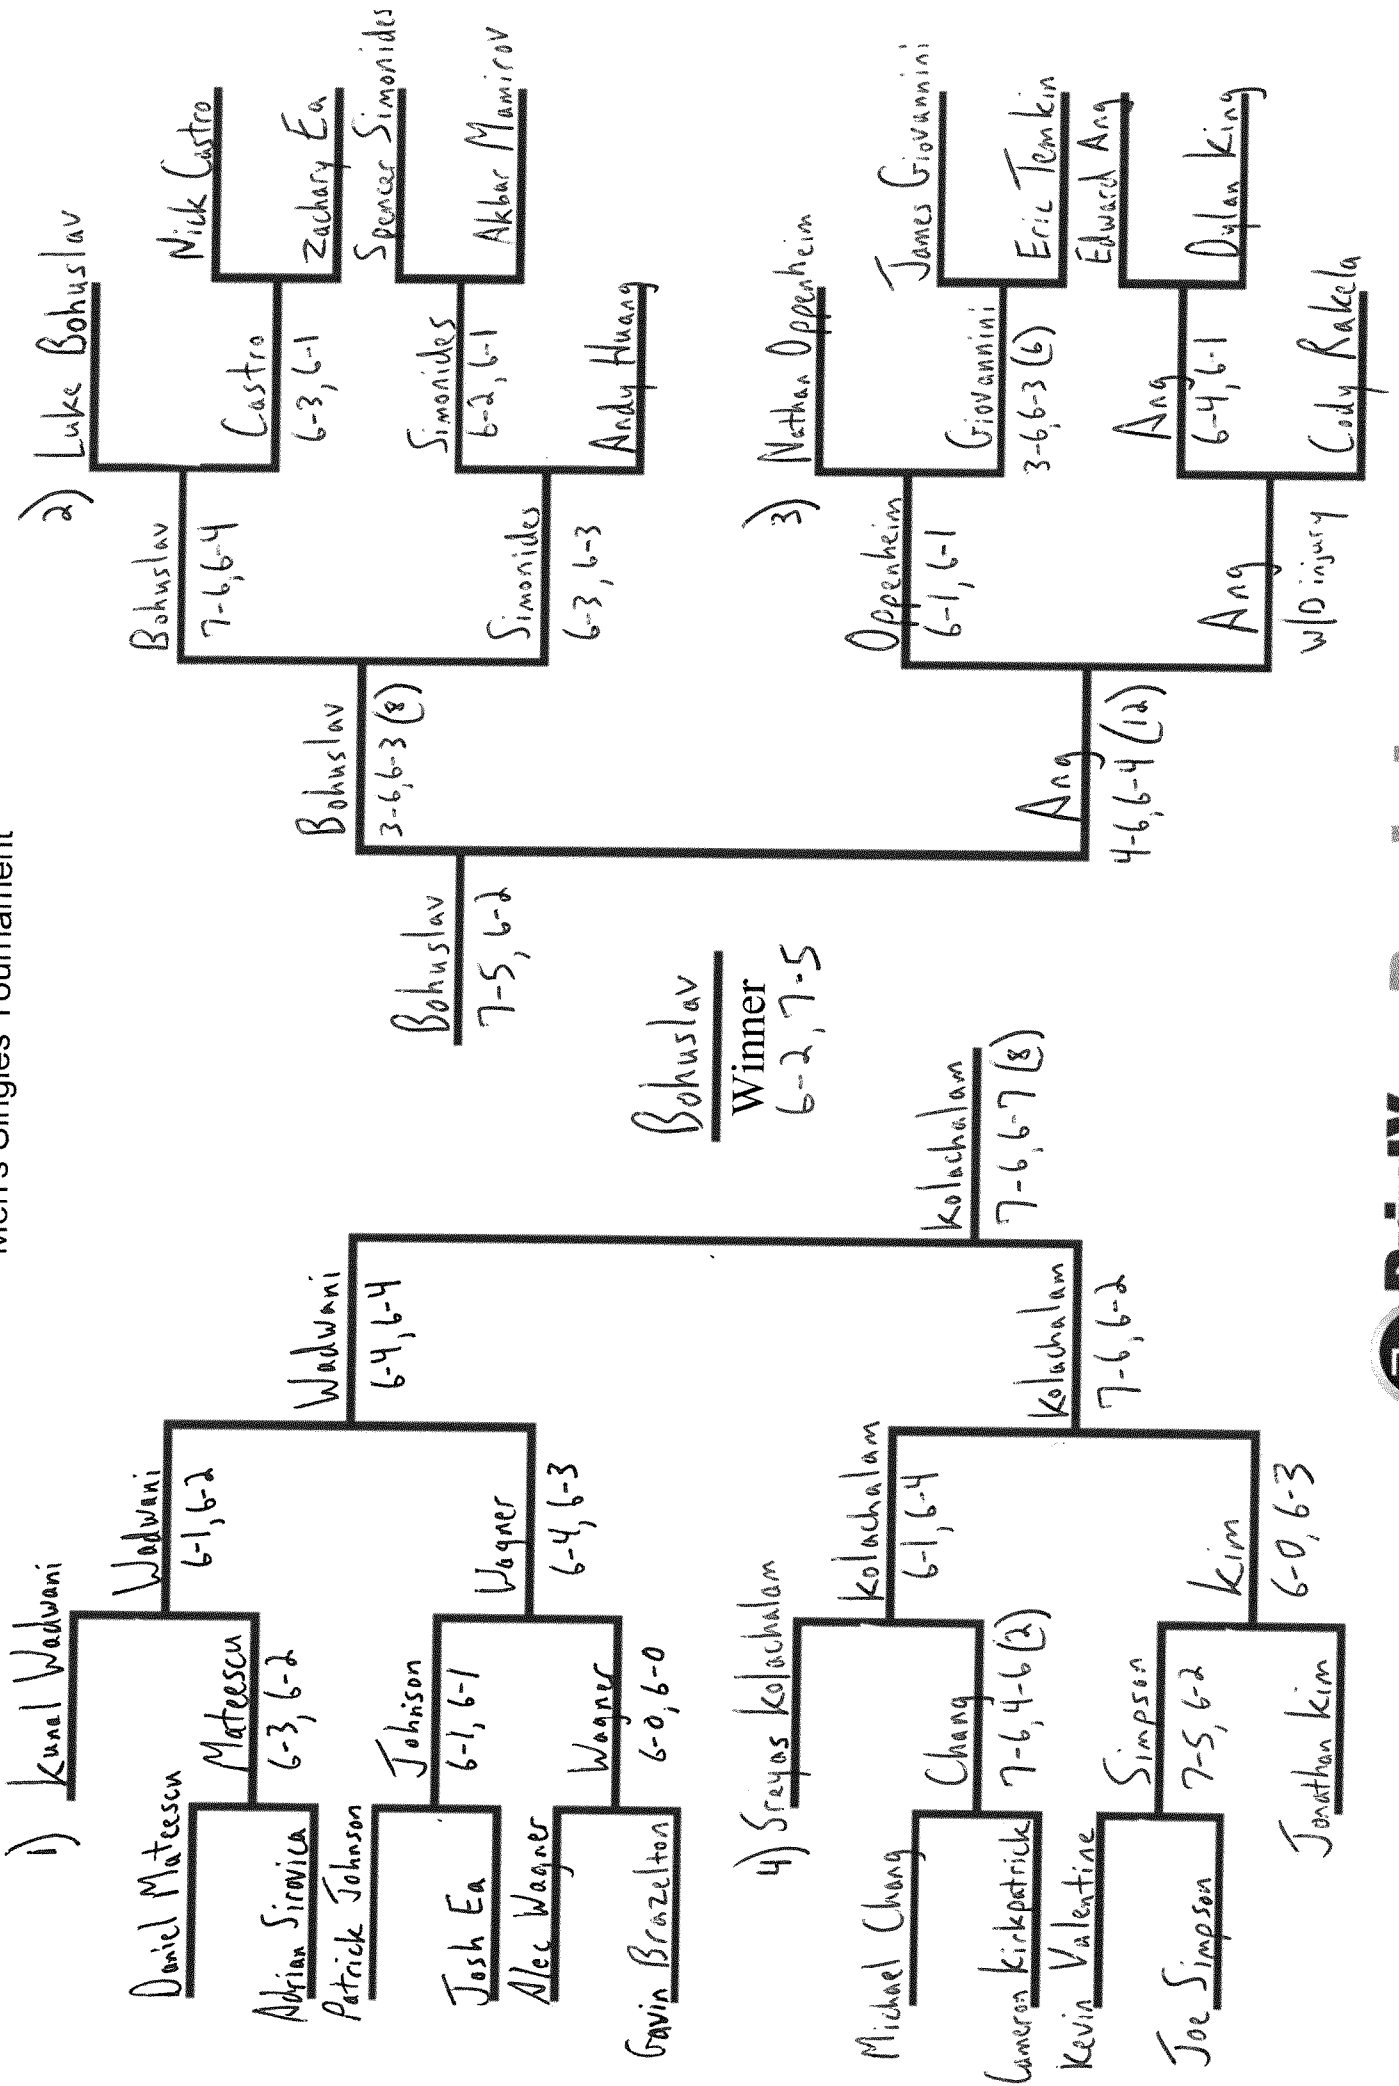 Men's Singles Tournament
1) Kunal Wadwani
Daniel Mateescu
Wadwani
6-1, 6-2
Mateescu
6-3, 6-2
Adrian Sirovica
Wadwani
6-4, 6-4
Patrick Johnson
Johnson
6-1, 6-1
Josh Ea
Wagner
6-4, 6-3
Alec Wagner
Wagner
6-0, 6-0
Gavin Brazelton
4) Sreyas Kolachalam
Kolachalam
6-1, 6-4
Michael Chang
Chang
7-6, 4-6 (2)
Cameron Kirkpatrick
Kolachalam
7-6, 6-2
Kevin Valentine
Simpson
7-5, 6-2
Joe Simpson
Kim
6-0, 6-3
Jonathan Kim
Kolachalam
7-6, 6-7 (8)
Bohuslav
Winner
6-2, 7-5
Bohuslav
7-5, 6-2
2) Luke Bohuslav
Bohuslav
7-6, 6-4
Nick Castro
Castro
6-3, 6-1
Zachary Ea
Bohuslav
3-6, 6-3 (8)
Spencer Simonides
Simonides
6-2, 6-1
Akbar Mamirov
Simonides
6-3, 6-3
Andy Huang
3) Nathan Oppenheim
Oppenheim
6-1, 6-1
James Giovannini
Giovannini
3-6, 6-3 (6)
Eric Temkin
Ang
4-6, 6-4 (12)
Edward Ang
Ang
6-4, 6-1
Dylan King
Ang
W/D injury
Cody Rakela